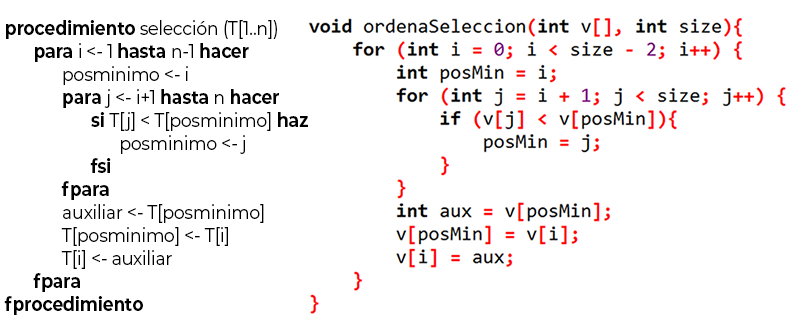 procedimiento selección (T[1..n])
para i <- 1 hasta n-1 hacer
posminimo <- i
para j <- i+1 hasta n hacer
si T[j] < T[posminimo] haz
posminimo <- j
fsi
fpara
auxiliar <- T[posminimo]
T[posminimo] <- T[i]
T[i] <- auxiliar
fpara
fprocedimiento
void ordenaSeleccion(int v[], int size){
for (int i = 0; i < size - 2; i++) {
int posMin = i;
for (int j = i + 1; j < size; j++) {
if (v[j] < v[posMin]){
posMin = j;
}
}
int aux = v[posMin];
v[posMin] = v[i];
v[i] = aux;
}
}